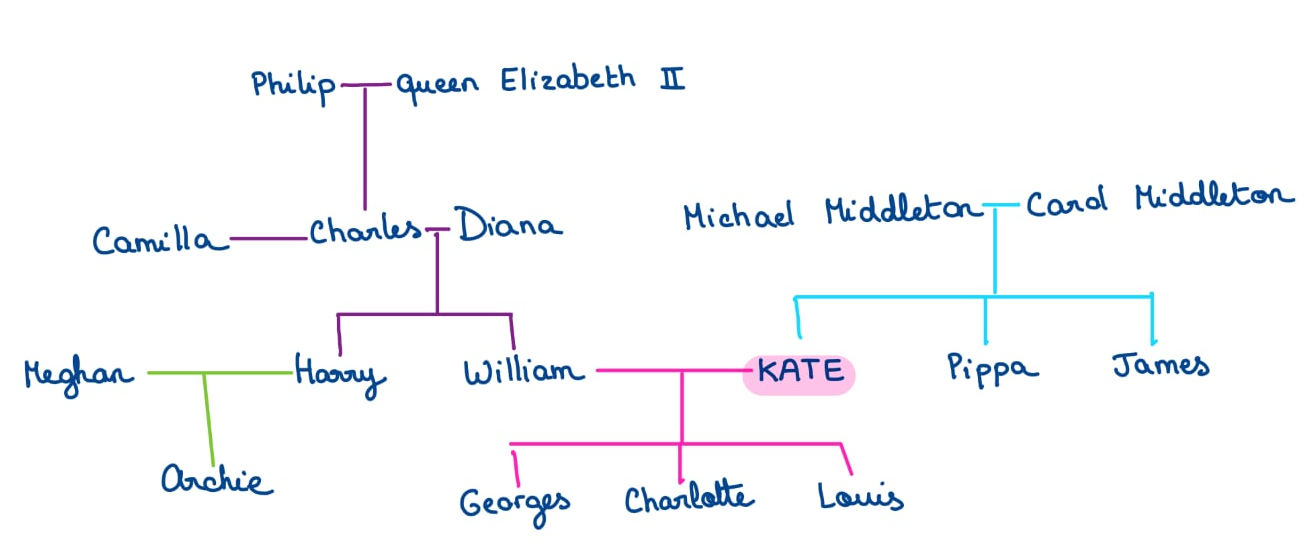 Philip Queen Elizabeth II
Michael Middleton Carol Middleton
Camilla Charles Diana
Meghan Harry William KATE Pippa James
Archie Georges Charlotte Louis